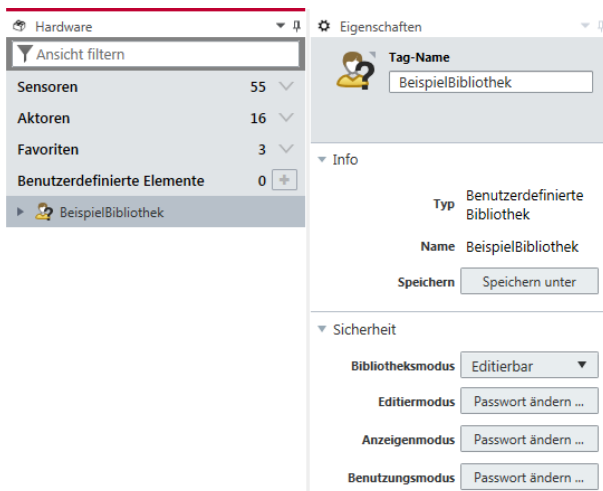 Hardware
Ansicht filtern
Sensoren 55
Aktoren 16
Favoriten 3
Benutzerdefinierte Elemente 0 +
BeispielBibliothek
Eigenschaften
Tag-Name
BeispielBibliothek
Info
Typ Benutzerdefinierte
Bibliothek
Name BeispielBibliothek
Speichern Speichern unter
Sicherheit
Bibliotheksmodus Editierbar
Editiermodus Passwort ändern ...
Anzeigenmodus Passwort ändern ...
Benutzungsmodus Passwort ändern ...